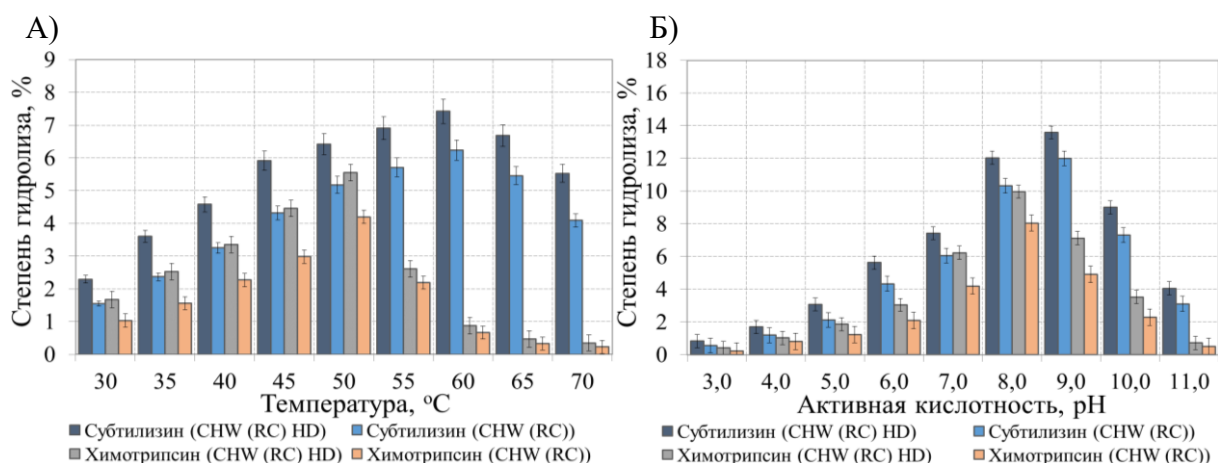 А)
Степень гидролиза, %
9
8
7
6
5
4
3
2
1
0
30 35 40 45 50 55 60 65 70
Температура, °С
Субтилизин (CHW (RC) HD) Субтилизин (CHW (RC))
Химотрипсин (CHW (RC) HD) Химотрипсин (CHW (RC))
Б)
Степень гидролиза, %
18
16
14
12
10
8
6
4
2
0
3,0 4,0 5,0 6,0 7,0 8,0 9,0 10,0 11,0
Активная кислотность, pH
Субтилизин (CHW (RC) HD) Субтилизин (CHW (RC))
Химотрипсин (CHW (RC) HD) Химотрипсин (CHW (RC))